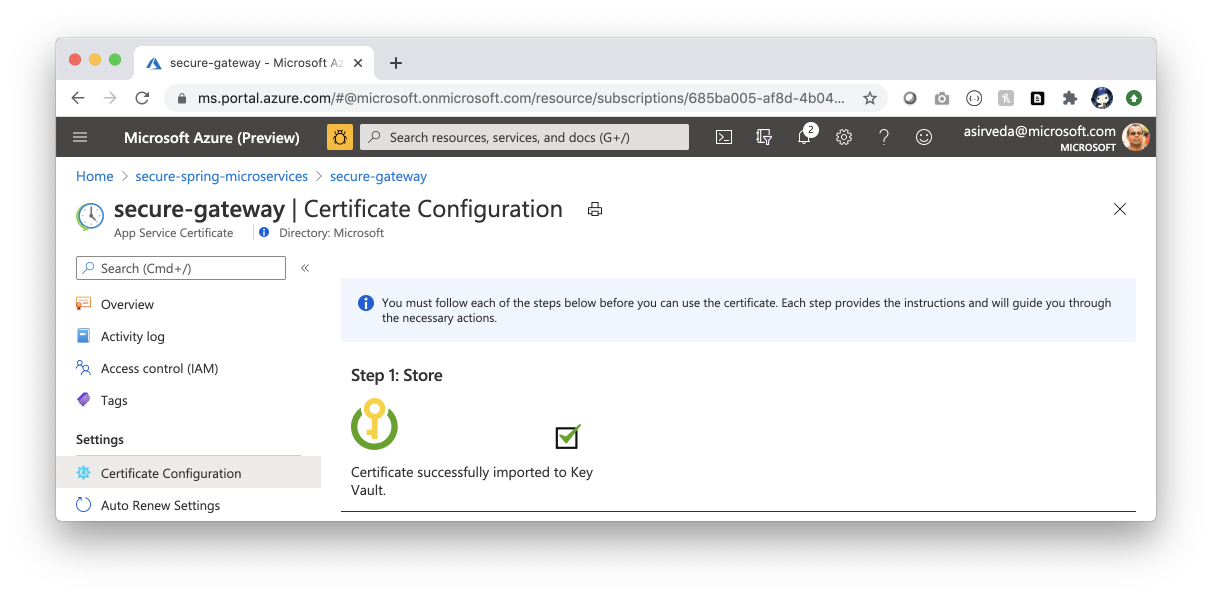 secure-gateway - Microsoft Az
ms.portal.azure.com/#@microsoft.onmicrosoft.com/resource/subscriptions/685ba005-af8d-4b04...
Microsoft Azure (Preview)
Search resources, services, and docs (G+/)
2
asirveda@microsoft.com
MICROSOFT
Home > secure-spring-microservices > secure-gateway
secure-gateway | Certificate Configuration
App Service Certificate
Directory: Microsoft
Search (Cmd+/)
«
Overview
Activity log
Access control (IAM)
Tags
Settings
Certificate Configuration
Auto Renew Settings
You must follow each of the steps below before you can use the certificate. Each step provides the instructions and will guide you through
the necessary actions.
Step 1: Store
Certificate successfully imported to Key
Vault.